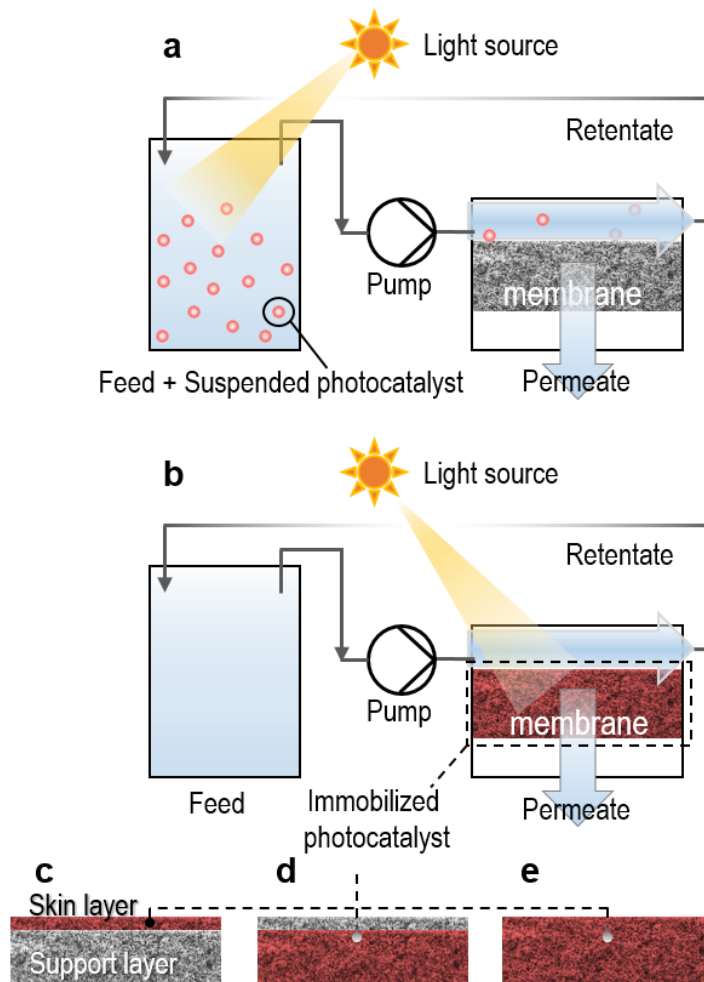 a
Light source
Retentate
Pump
membrane
Feed + Suspended photocatalyst
Permeate
b
Light source
Retentate
Pump
membrane
Feed
Immobilized
photocatalyst
Permeate
c
d
e
Skin layer
Support layer